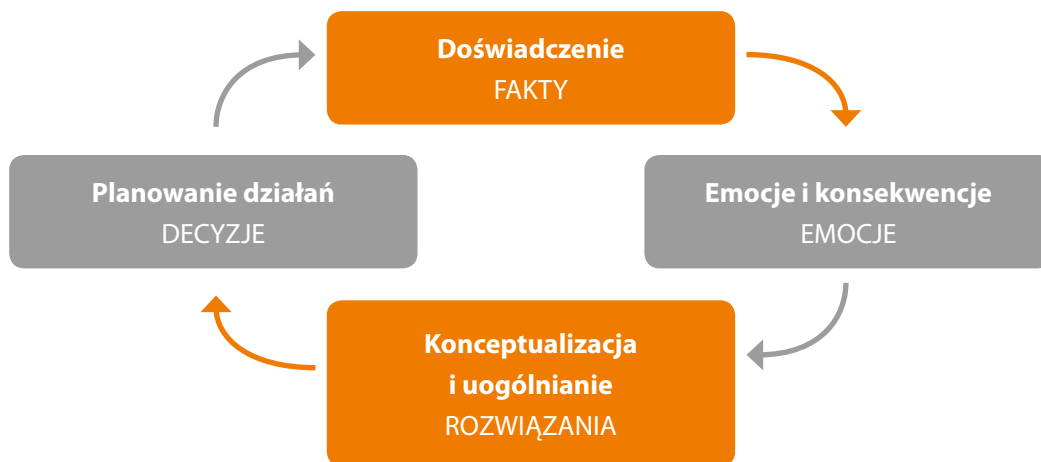 Doświadczenie
FAKTY
Planowanie działań
DECYZJE
Emocje i konsekwencje
EMOCJE
Konceptualizacja
i uogólnianie
ROZWIĄZANIA